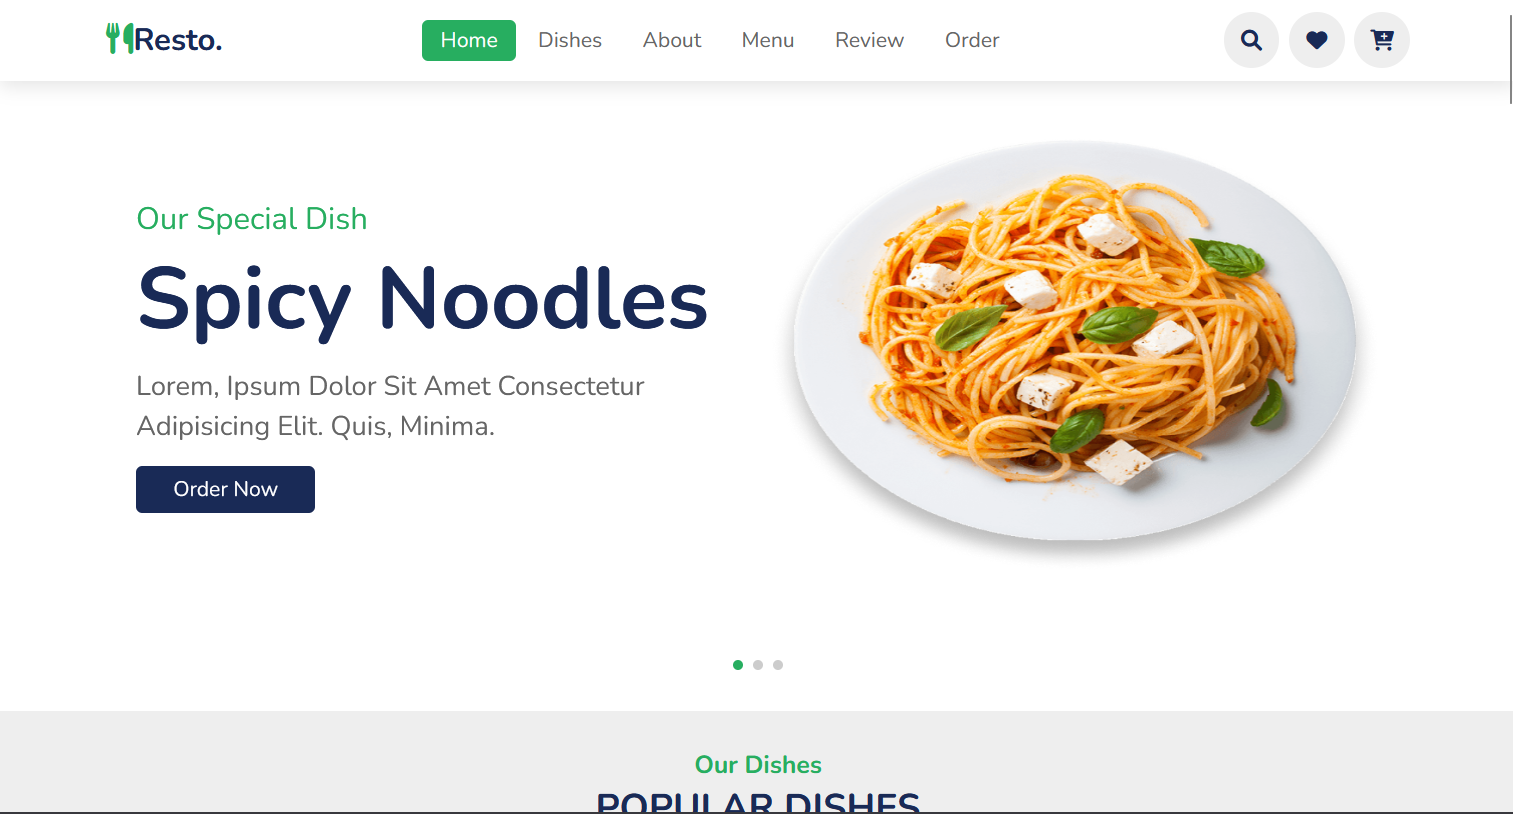 Resto.
Home Dishes About Menu Review Order
Our Special Dish
Spicy Noodles
Lorem, Ipsum Dolor Sit Amet Consectetur
Adipisicing Elit. Quis, Minima.
Order Now
Our Dishes
POPULAR DISHES